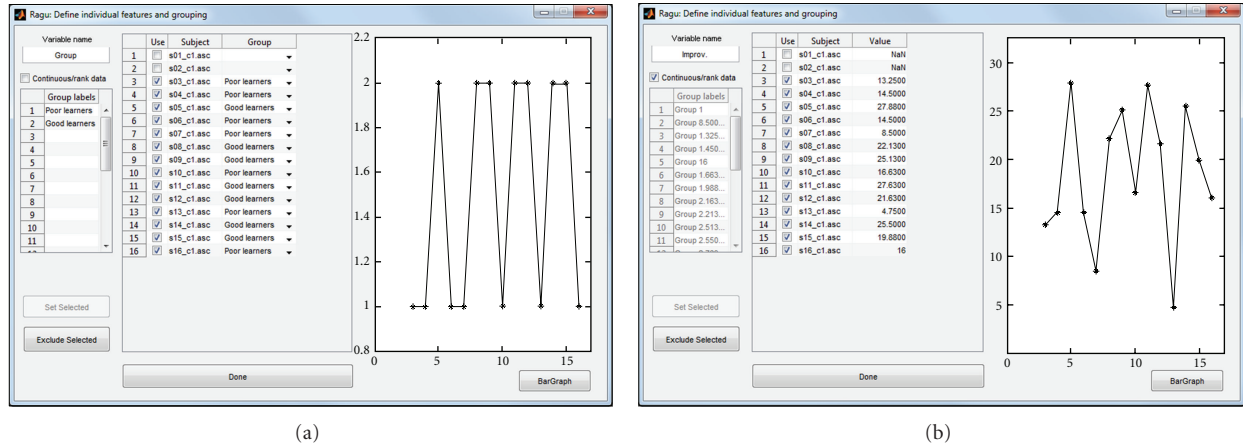 Ragu: Define individual features and grouping
Variable name
Group
Continuous/rank data
Group labels
1 Poor learners
2 Good learners
3
4
5
6
7
8
9
10
11
Set Selected
Exclude Selected
Use Subject Group
1 s01_c1.asc
2 s02_c1.asc
3 s03_c1.asc Poor learners
4 s04_c1.asc Poor learners
5 s05_c1.asc Good learners
6 s06_c1.asc Poor learners
7 s07_c1.asc Poor learners
8 s08_c1.asc Good learners
9 s09_c1.asc Good learners
10 s10_c1.asc Poor learners
11 s11_c1.asc Good learners
12 s12_c1.asc Good learners
13 s13_c1.asc Poor learners
14 s14_c1.asc Good learners
15 s15_c1.asc Good learners
16 s16_c1.asc Poor learners
Done
2.2
2
1.8
1.6
1.4
1.2
1
0.8
0 5 10 15
BarGraph
(a)
Ragu: Define individual features and grouping
Variable name
Improv.
Continuous/rank data
Group labels
1 Group 1
2 Group 8.500...
3 Group 1.325...
4 Group 1.450...
5 Group 16
6 Group 1.663...
7 Group 1.988...
8 Group 2.163...
9 Group 2.213...
10 Group 2.513...
11 Group 2.550...
Set Selected
Exclude Selected
Use Subject Value
1 s01_c1.asc NaN
2 s02_c1.asc NaN
3 s03_c1.asc 13.2500
4 s04_c1.asc 14.5000
5 s05_c1.asc 27.8800
6 s06_c1.asc 14.5000
7 s07_c1.asc 8.5000
8 s08_c1.asc 22.1300
9 s09_c1.asc 25.1300
10 s10_c1.asc 16.6300
11 s11_c1.asc 27.6300
12 s12_c1.asc 21.6300
13 s13_c1.asc 4.7500
14 s14_c1.asc 25.5000
15 s15_c1.asc 19.8800
16 s16_c1.asc 16
Done
30
25
20
15
10
5
0 5 10 15
BarGraph
(b)